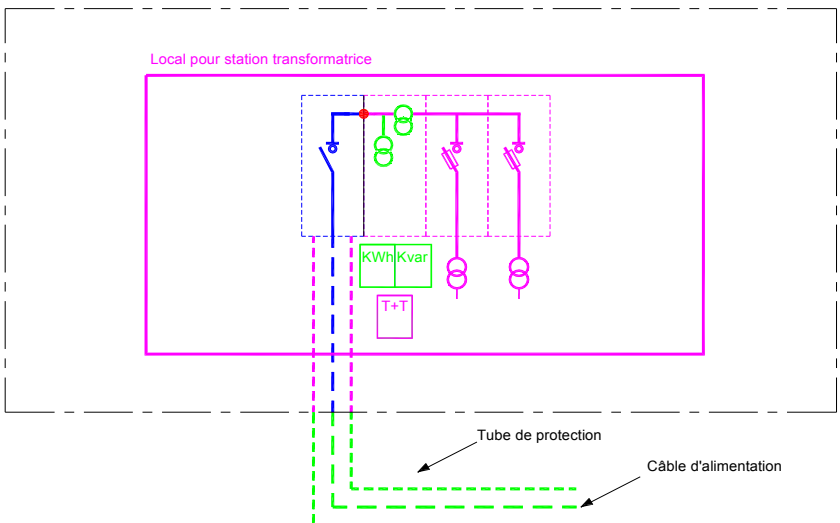 Local pour station transformatrice
KWh Kvar
T+T
Tube de protection
Câble d'alimentation